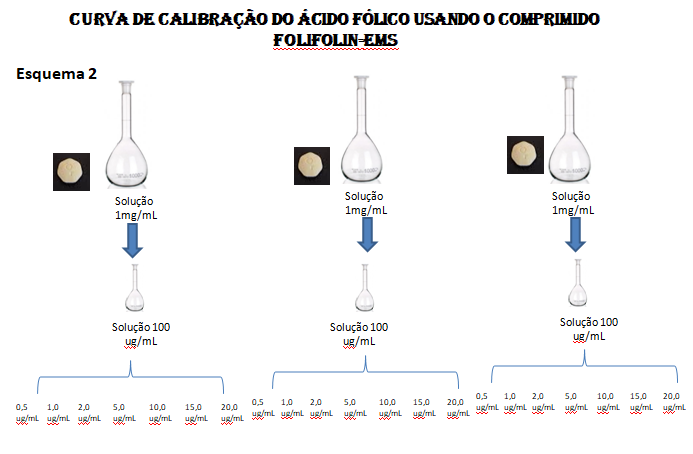 CURVA DE CALIBRAÇÃO DO ÁCIDO FÓLICO USANDO O COMPRIMIDO
FOLIFOLIN-EMS
Esquema 2
Solução
1mg/mL
Solução
1mg/mL
Solução
1mg/mL
Solução 100
ug/mL
Solução 100
ug/mL
Solução 100
ug/mL
0,5 1,0 2,0 5,0 10,0 15,0 20,0
ug/mL ug/mL ug/mL ug/mL ug/mL ug/mL ug/mL
0,5 1,0 2,0 5,0 10,0 15,0 20,0
ug/mL ug/mL ug/mL ug/mL ug/mL ug/mL ug/mL
0,5 1,0 2,0 5,0 10,0 15,0 20,0
ug/mL ug/mL ug/mL ug/mL ug/mL ug/mL ug/mL